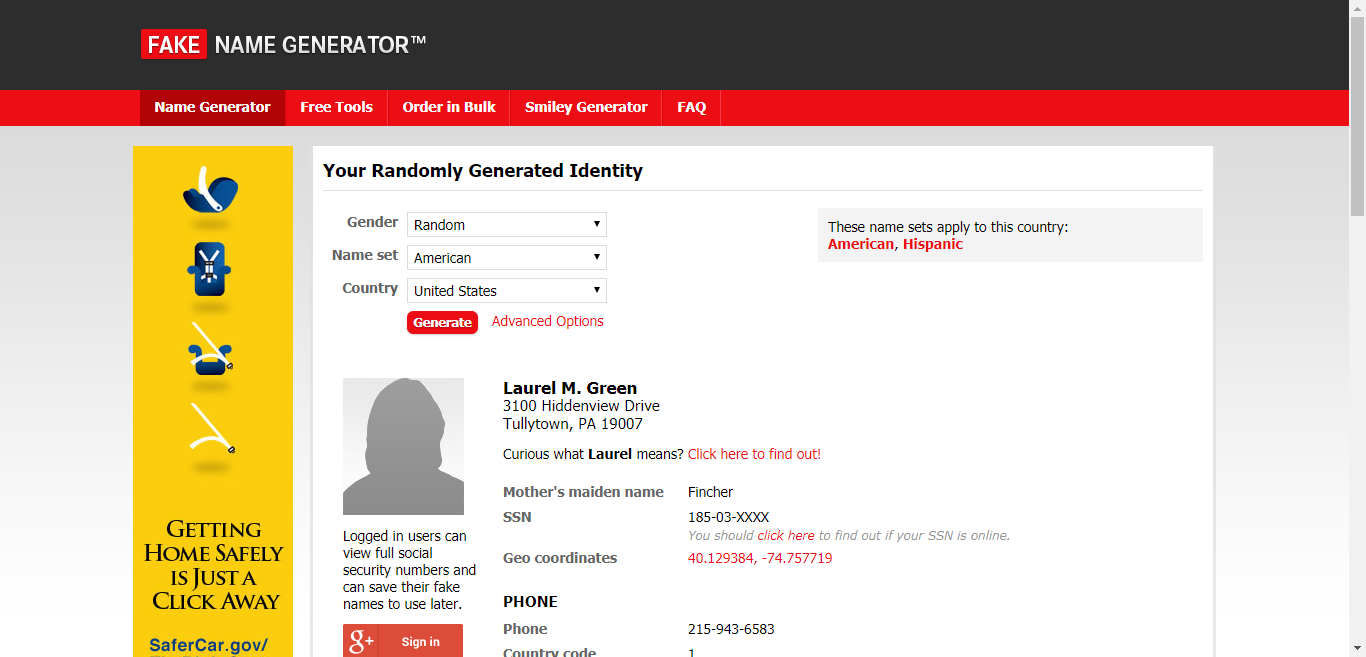 FAKE NAME GENERATOR™
Name Generator
Free Tools
Order in Bulk
Smiley Generator
FAQ
GETTING
HOME SAFELY
IS JUST A
CLICK AWAY
SaferCar.gov/
Your Randomly Generated Identity
Gender
Random
Name set
American
Country
United States
Generate
Advanced Options
These name sets apply to this country:
American, Hispanic
Logged in users can
view full social
security numbers and
can save their fake
names to use later.
g+ Sign in
Laurel M. Green
3100 Hiddenview Drive
Tullytown, PA 19007
Curious what Laurel means? Click here to find out!
Mother's maiden name Fincher
SSN 185-03-XXXX
You should click here to find out if your SSN is online.
Geo coordinates 40.129384, -74.757719
PHONE
Phone 215-943-6583
Country code 1